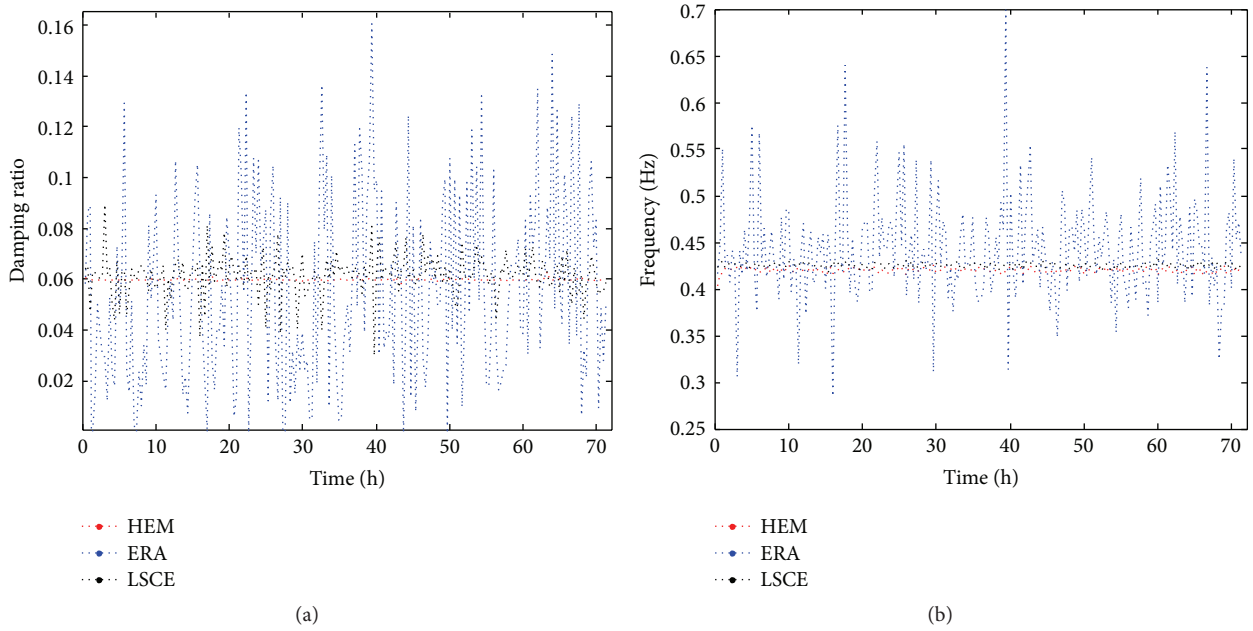 0.16
0.14
0.12
0.1
0.08
0.06
0.04
0.02
Damping ratio
0 10 20 30 40 50 60 70
Time (h)
HEM
ERA
LSCE
(a)
0.7
0.65
0.6
0.55
0.5
0.45
0.4
0.35
0.3
0.25
Frequency (Hz)
0 10 20 30 40 50 60 70
Time (h)
HEM
ERA
LSCE
(b)